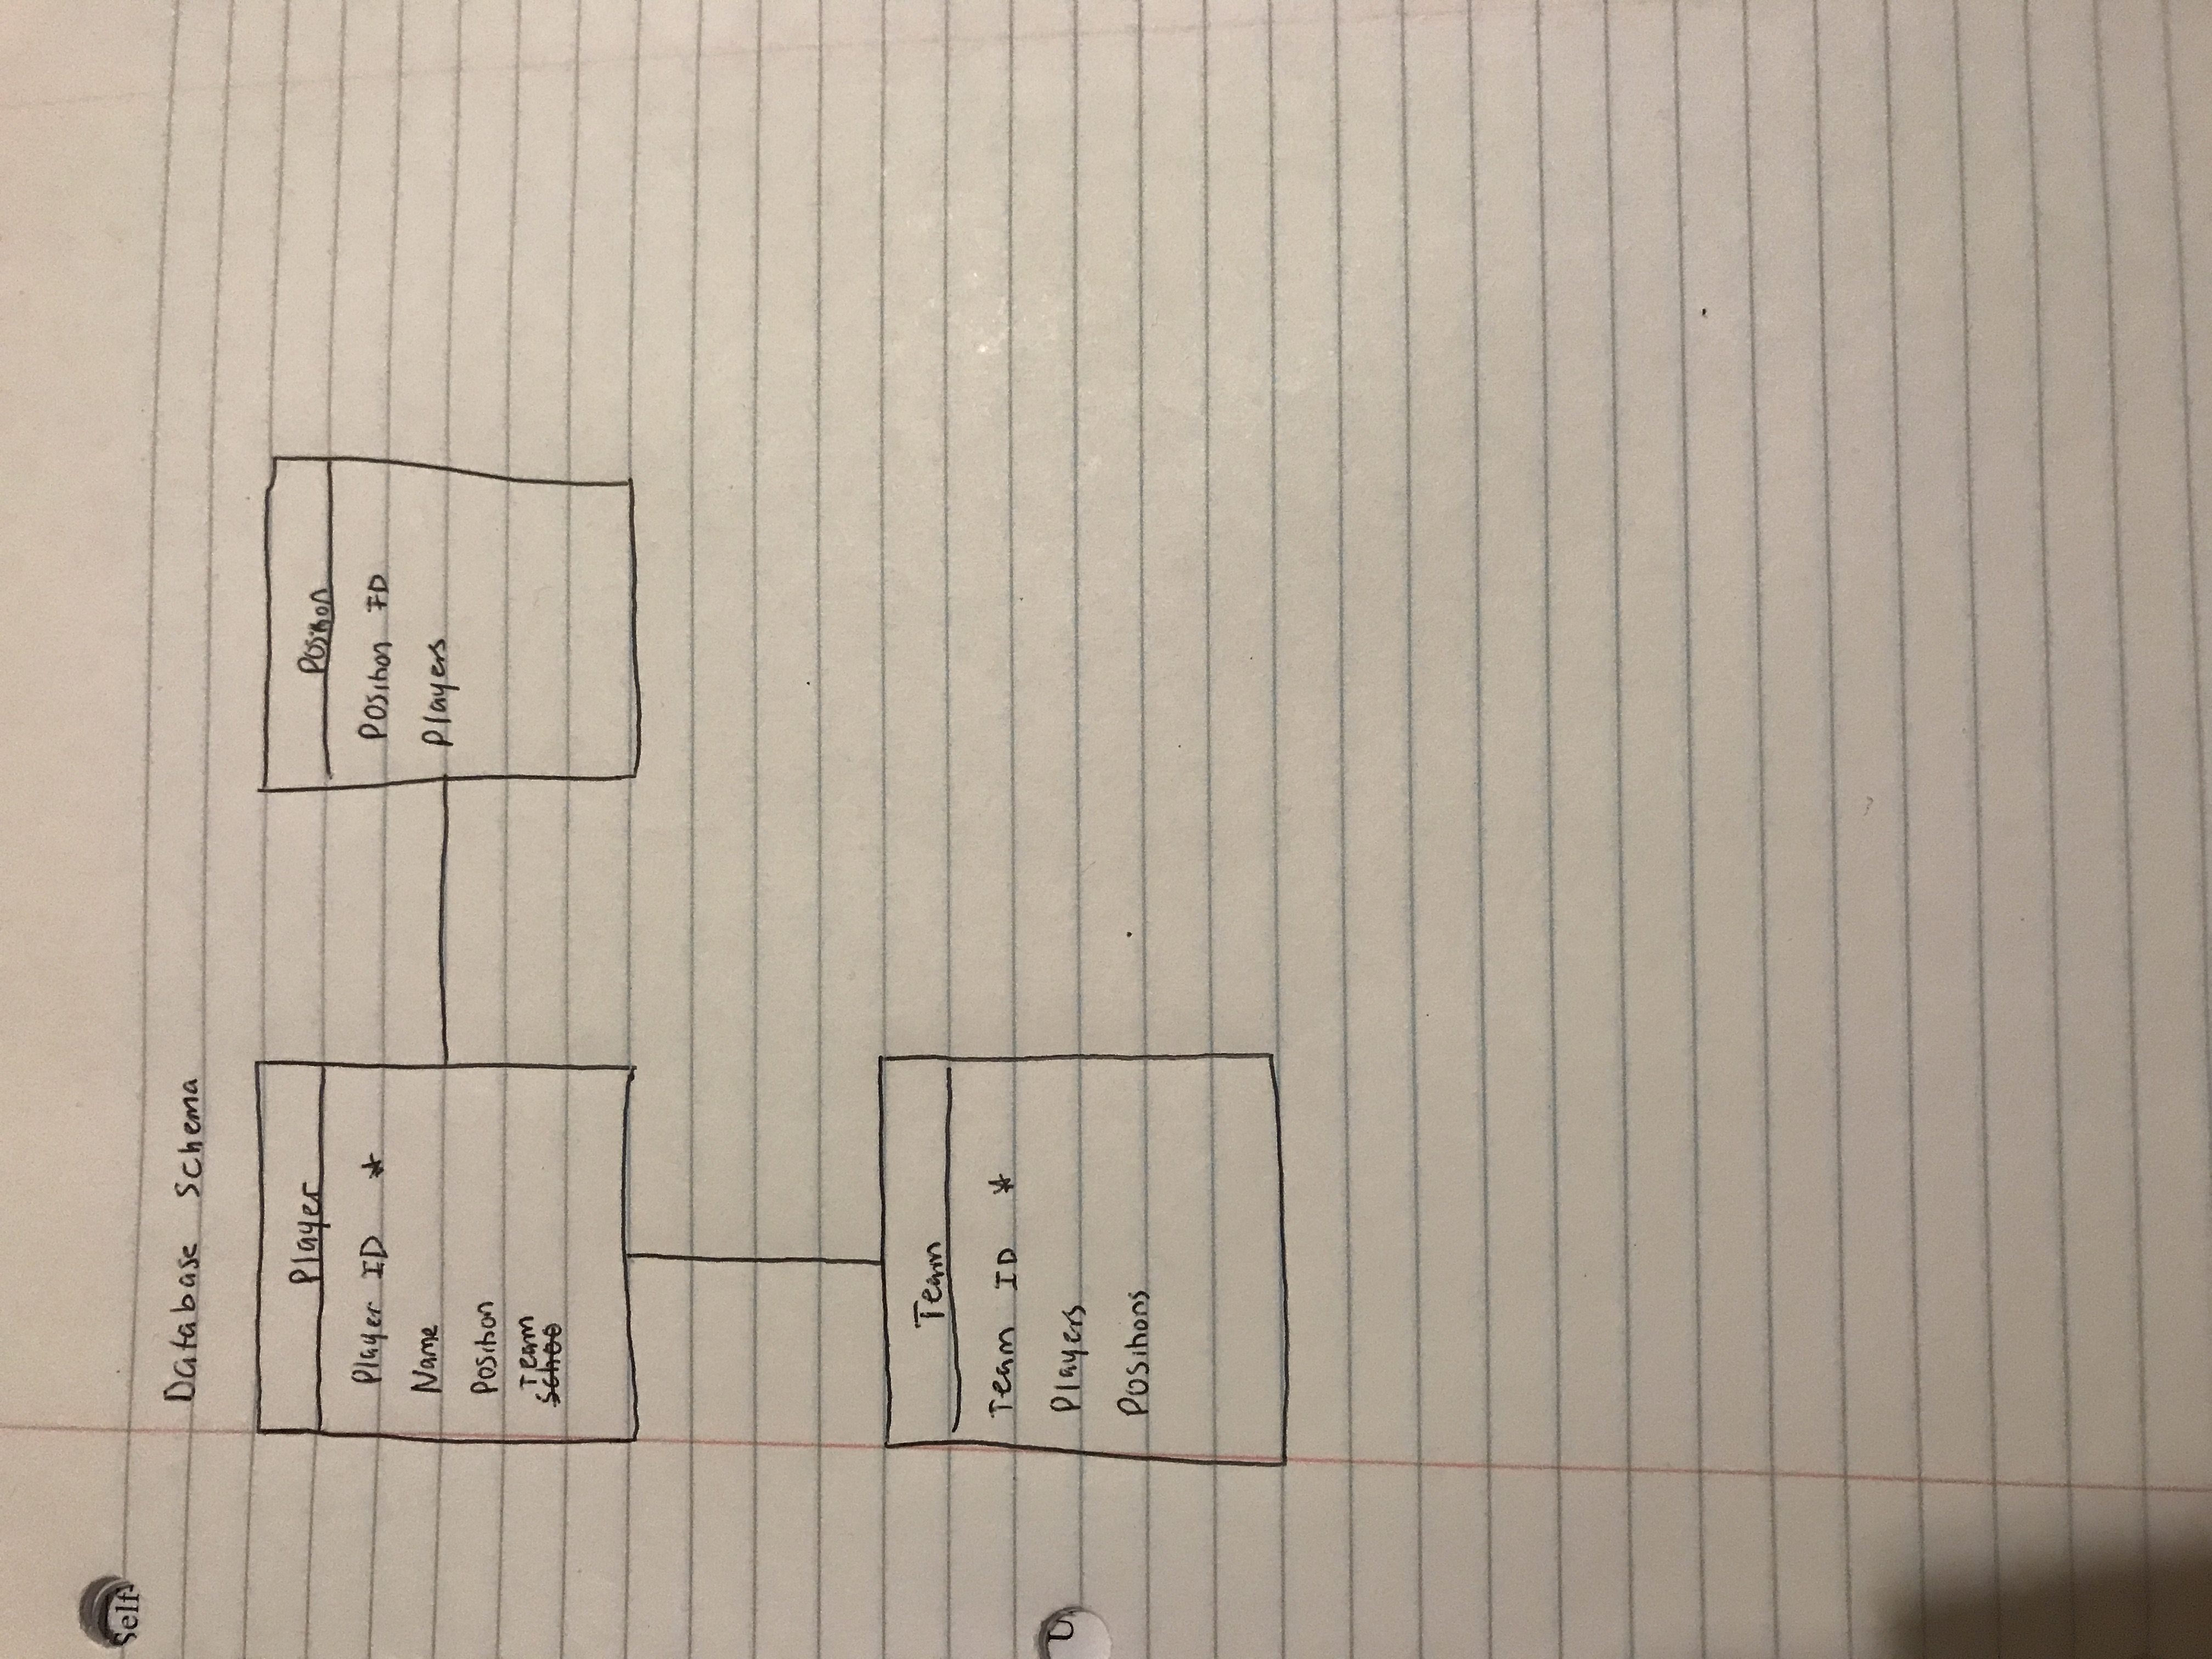 Self-
Database Schema
Player
Player ID *
Name
Position
Team
Schoo
Position
Position ID
Players
Team
Team ID *
Players
Positions